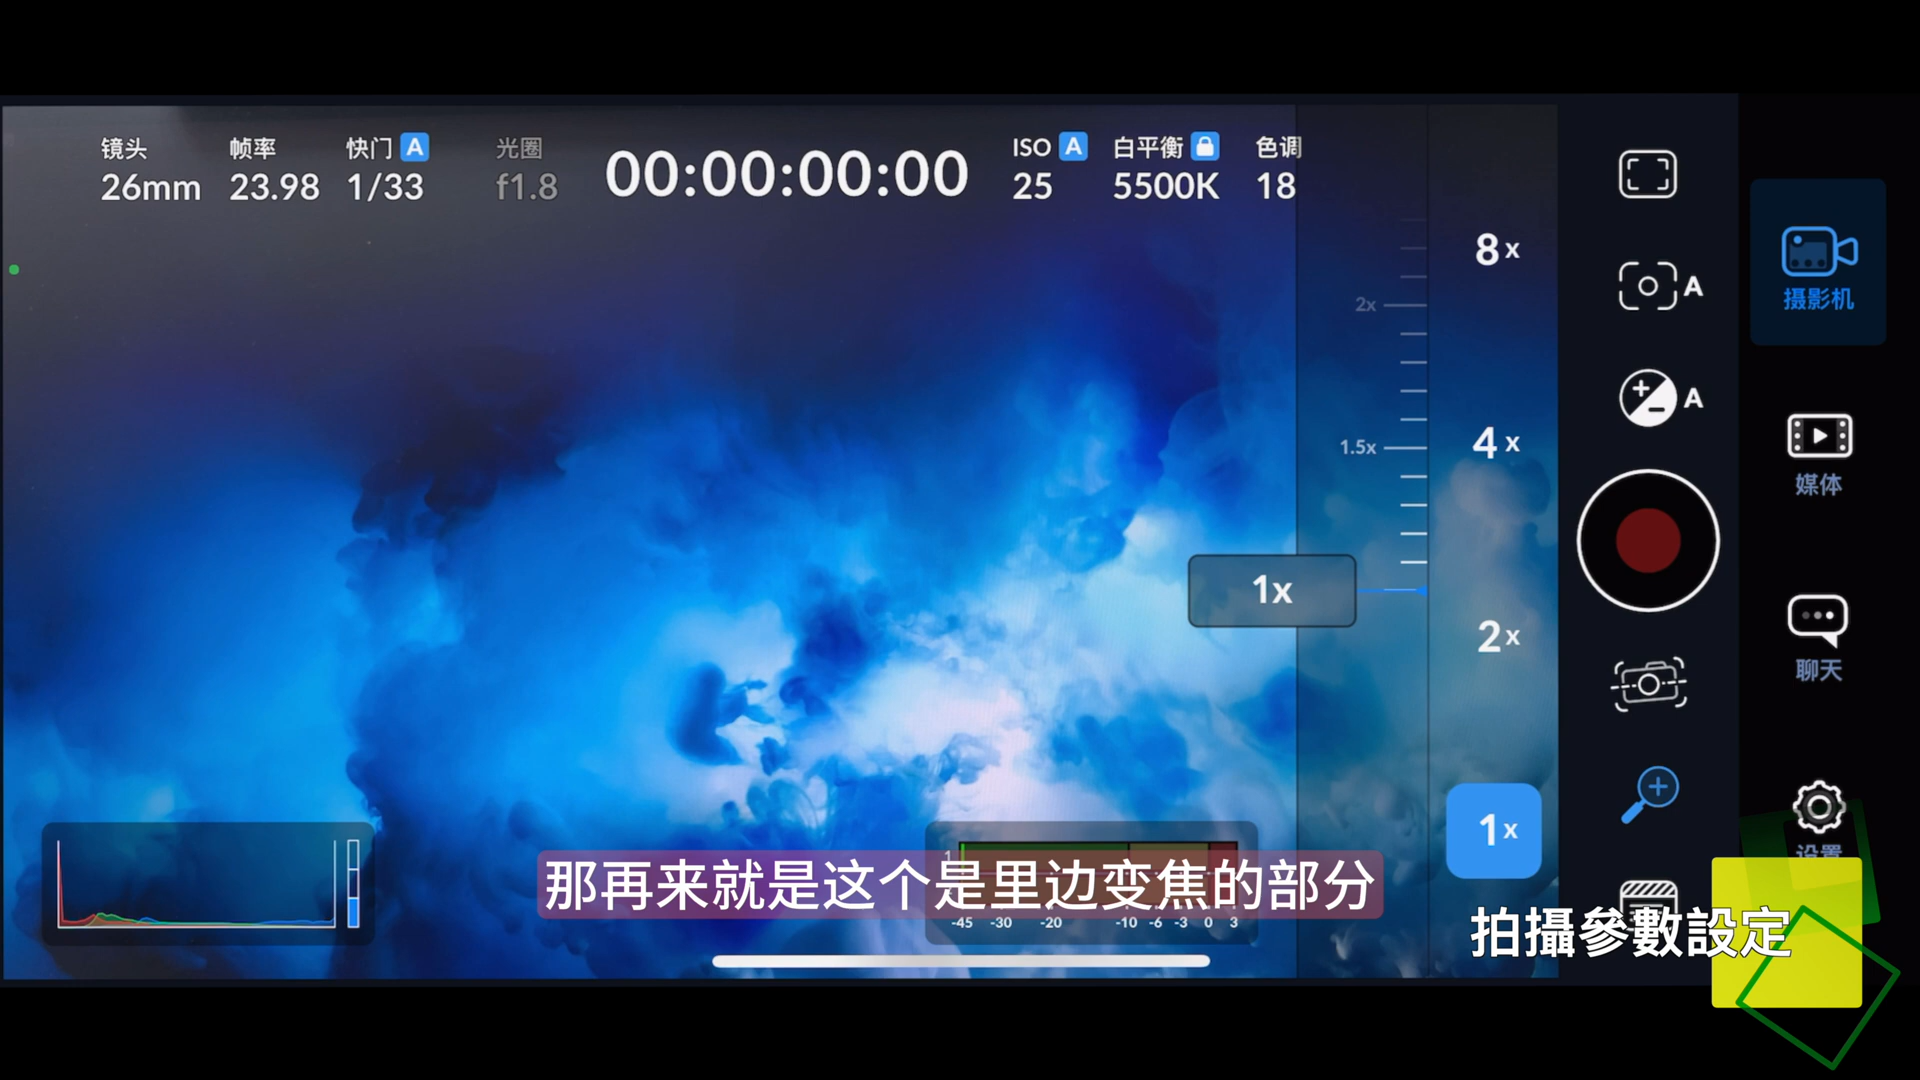 镜头 帧率 快门 A 光圈 00:00:00:00 ISO A 白平衡 色调
26mm 23.98 1/33 f1.8 25 5500K 18
8x
2x
4x
1.5x
1x
2x
1x
A
A
摄影机
媒体
聊天
设置
1
-45 -30 -20 -10 -6 -3 0 3
那再来就是这个是里边变焦的部分
拍攝參數設定